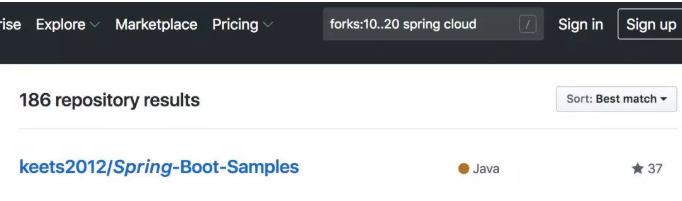 rise Explore Marketplace Pricing forks:10..20 spring cloud / Sign in Sign up
186 repository results Sort: Best match
keets2012/Spring-Boot-Samples Java 37